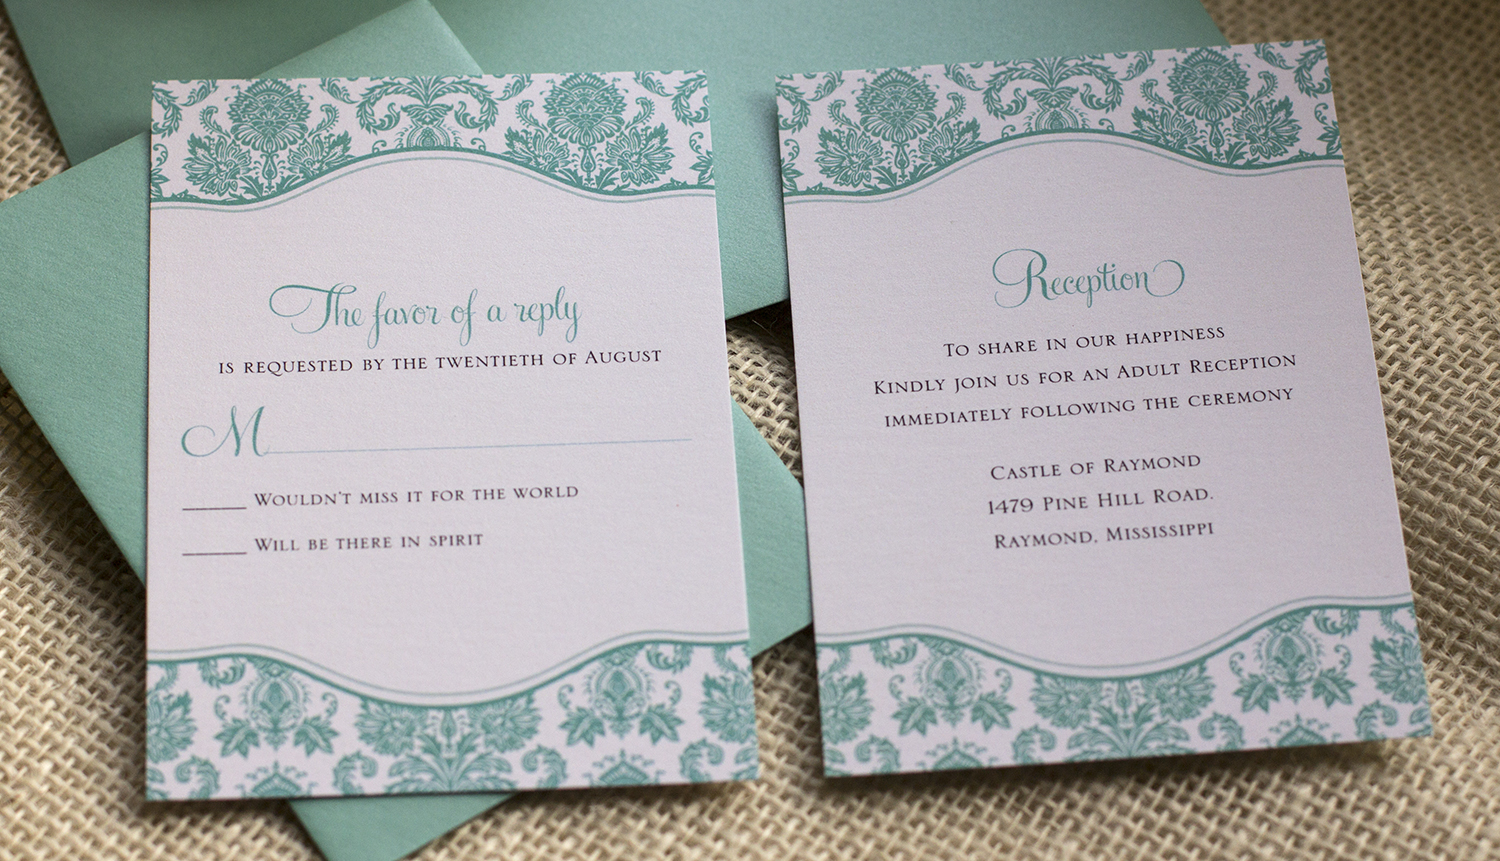 The favor of a reply
is requested by the twentieth of August
M
Wouldn't miss it for the world
Will be there in spirit
Reception
To share in our happiness
Kindly join us for an Adult Reception
immediately following the ceremony
Castle of Raymond
1479 Pine Hill Road.
Raymond, Mississippi